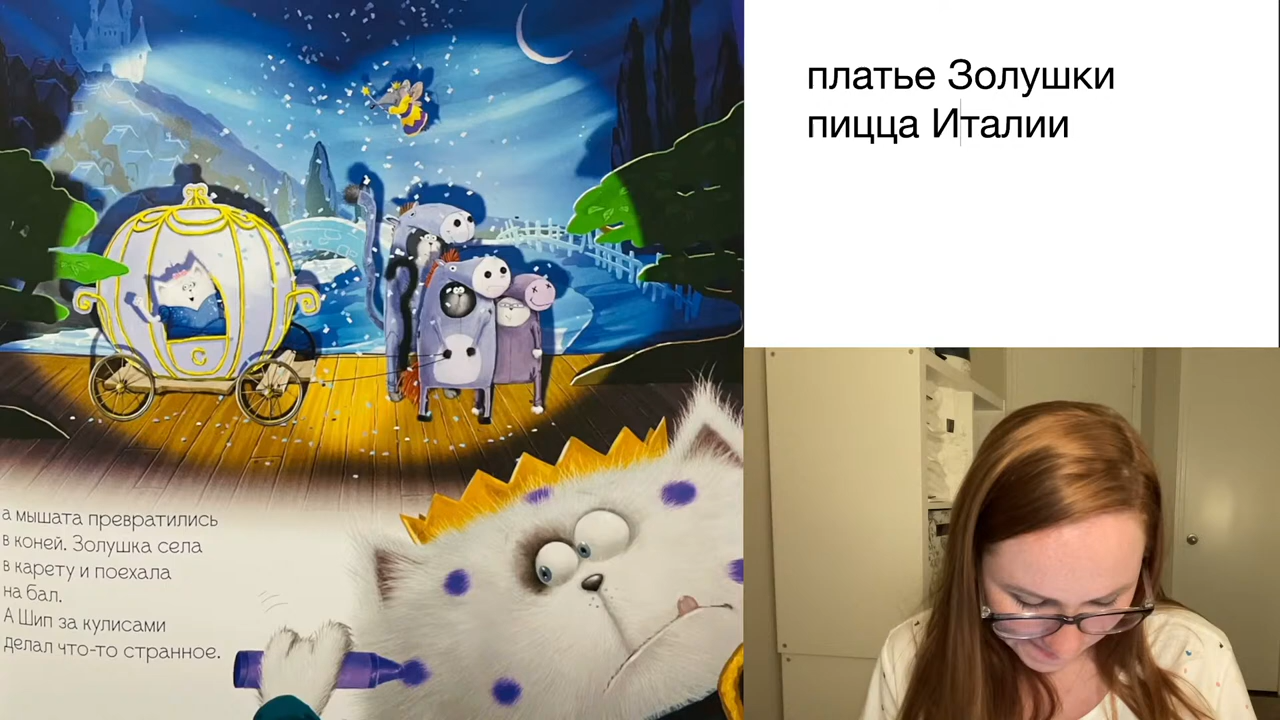 платье Золушки
пицца Италии
а мышата превратились
в коней. Золушка села
в карету и поехала
на бал.
А Шип за кулисами
делал что-то странное.
C